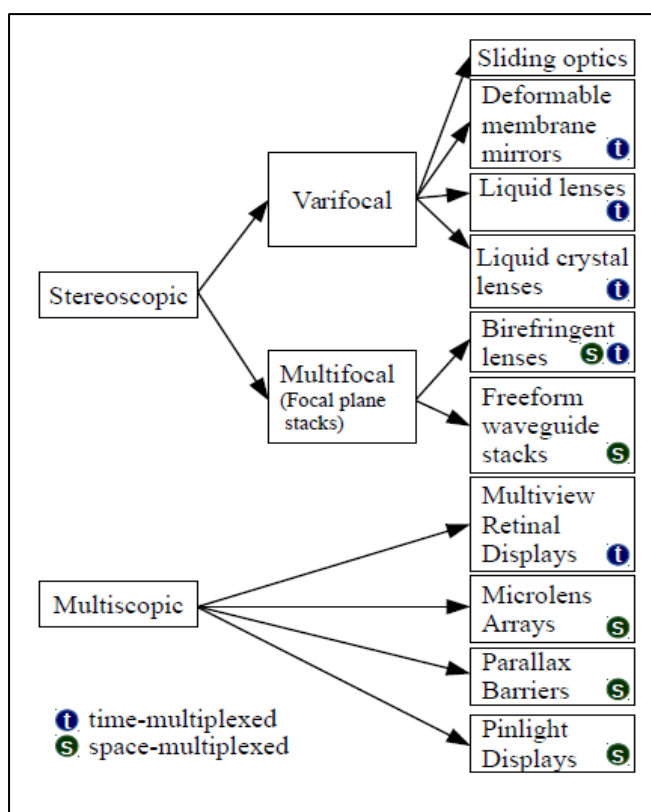 Sliding optics
Deformable
membrane
mirrors t
Varifocal
Liquid lenses
t
Liquid crystal
lenses t
Stereoscopic
Birefringent
lenses s t
Multifocal
(Focal plane
stacks)
Freeform
waveguide
stacks s
Multiview
Retinal
Displays t
Multiscopic
Microlens
Arrays s
Parallax
Barriers s
Pinlight
Displays s
t time-multiplexed
s space-multiplexed